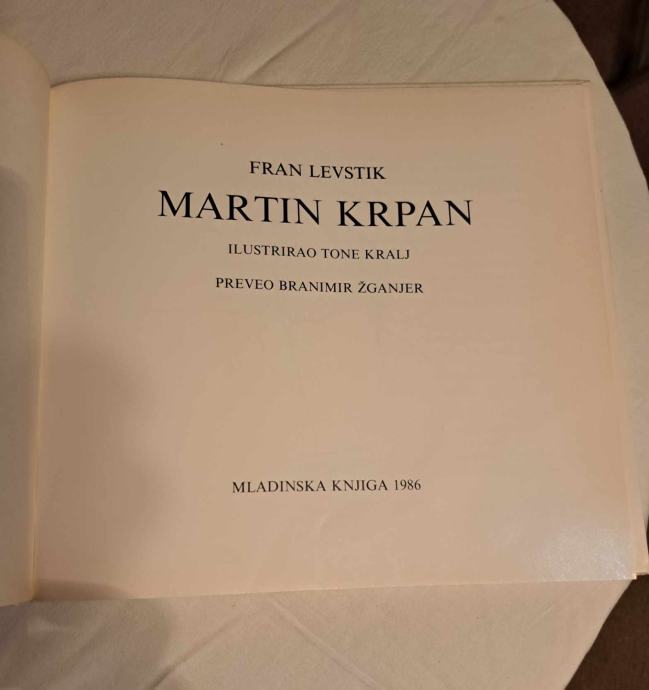 FRAN LEVSTIK
MARTIN KRPAN
ILUSTRIRAO TONE KRALJ
PREVEO BRANIMIR ŽGANJER
MLADINSKA KNJIGA 1986